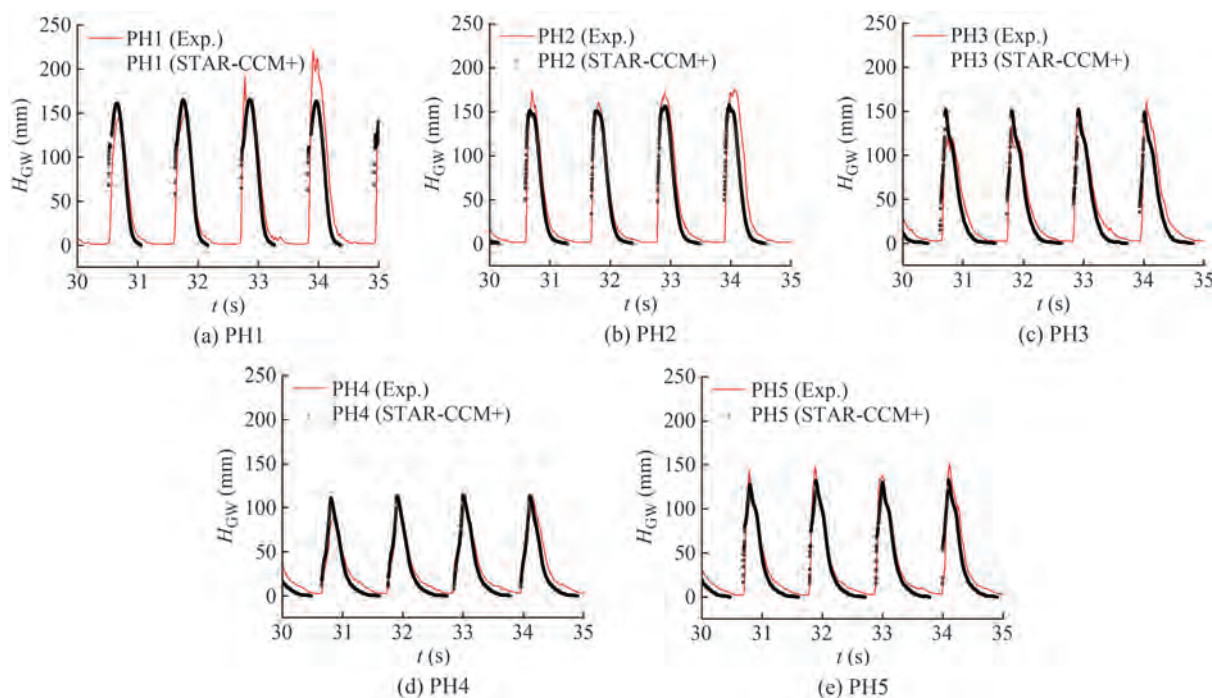 250
200
150
100
50
0
H_GW (mm)
PH1 (Exp.)
PH1 (STAR-CCM+)
30 31 32 33 34 35
t (s)
(a) PH1
250
200
150
100
50
0
H_GW (mm)
PH2 (Exp.)
PH2 (STAR-CCM+)
30 31 32 33 34 35
t (s)
(b) PH2
250
200
150
100
50
0
H_GW (mm)
PH3 (Exp.)
PH3 (STAR-CCM+)
30 31 32 33 34 35
t (s)
(c) PH3
250
200
150
100
50
0
H_GW (mm)
PH4 (Exp.)
PH4 (STAR-CCM+)
30 31 32 33 34 35
t (s)
(d) PH4
250
200
150
100
50
0
H_GW (mm)
PH5 (Exp.)
PH5 (STAR-CCM+)
30 31 32 33 34 35
t (s)
(e) PH5